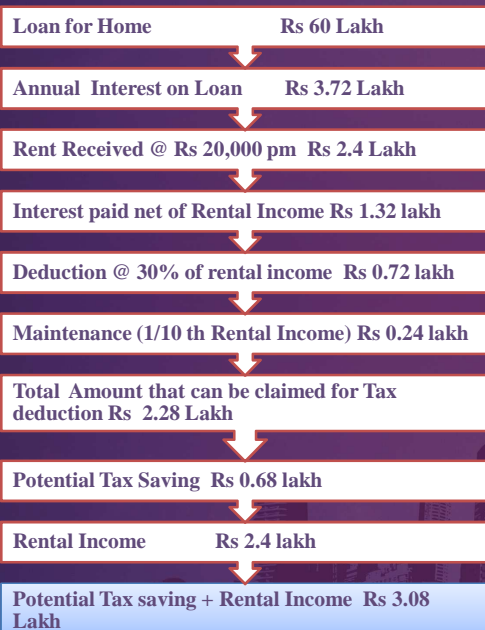 Loan for Home Rs 60 Lakh
Annual Interest on Loan Rs 3.72 Lakh
Rent Received @ Rs 20,000 pm Rs 2.4 Lakh
Interest paid net of Rental Income Rs 1.32 lakh
Deduction @ 30% of rental income Rs 0.72 lakh
Maintenance (1/10 th Rental Income) Rs 0.24 lakh
Total Amount that can be claimed for Tax
deduction Rs 2.28 Lakh
Potential Tax Saving Rs 0.68 lakh
Rental Income Rs 2.4 lakh
Potential Tax saving + Rental Income Rs 3.08
Lakh